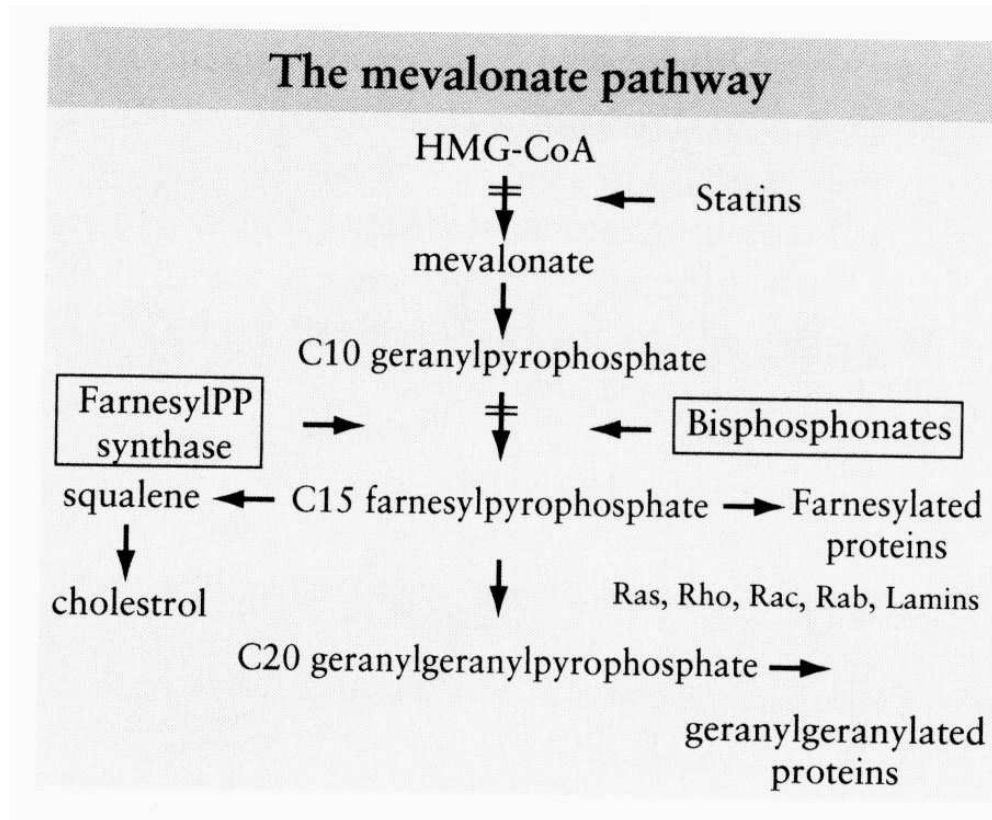 The mevalonate pathway
HMG-CoA
Statins
mevalonate
C10 geranylpyrophosphate
FarnesylPP
synthase
Bisphosphonates
squalene
C15 farnesylpyrophosphate
Farnesylated
proteins
cholestrol
Ras, Rho, Rac, Rab, Lamins
C20 geranylgeranylpyrophosphate
geranylgeranylated
proteins